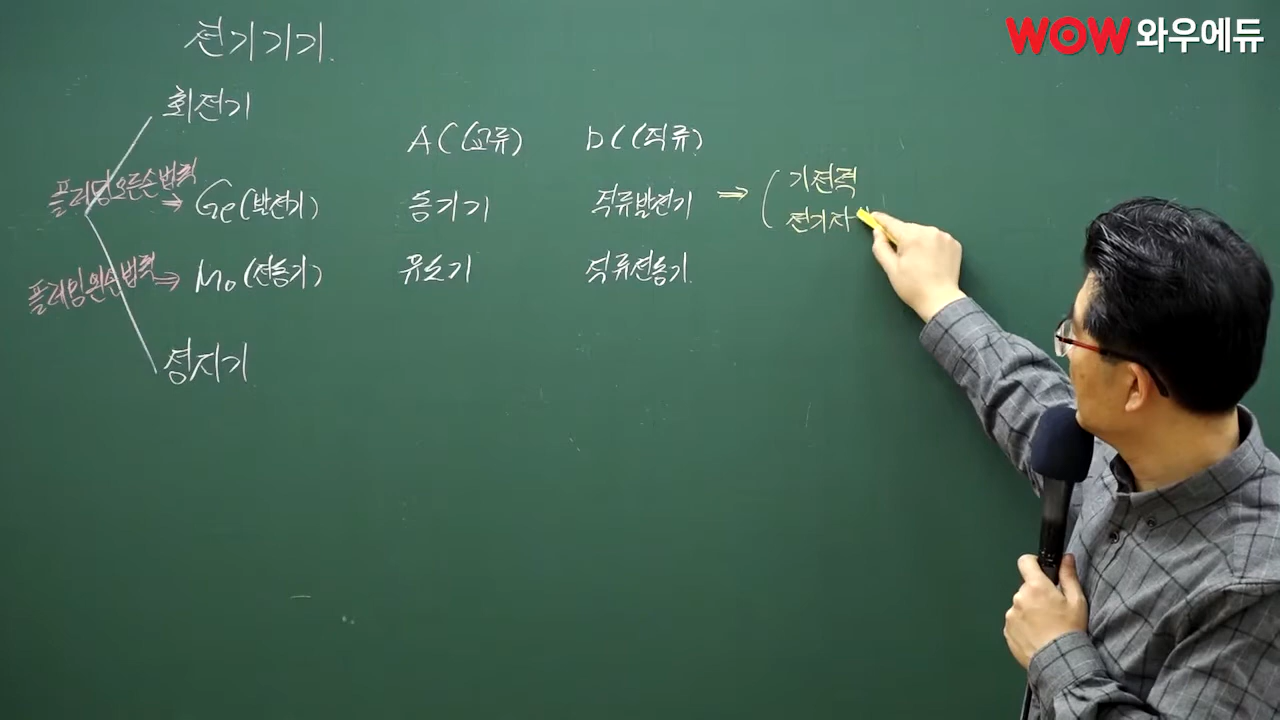 WOW 와우에듀
전기기기.
회전기
AC(교류) DC(직류)
플레밍오른손법칙 → Ge(발전기) 동기기 직류발전기 ⇒ ( 기전력
전기자
플레밍왼손법칙 ⇒ Mo(전동기) 유도기 직류전동기.
정지기